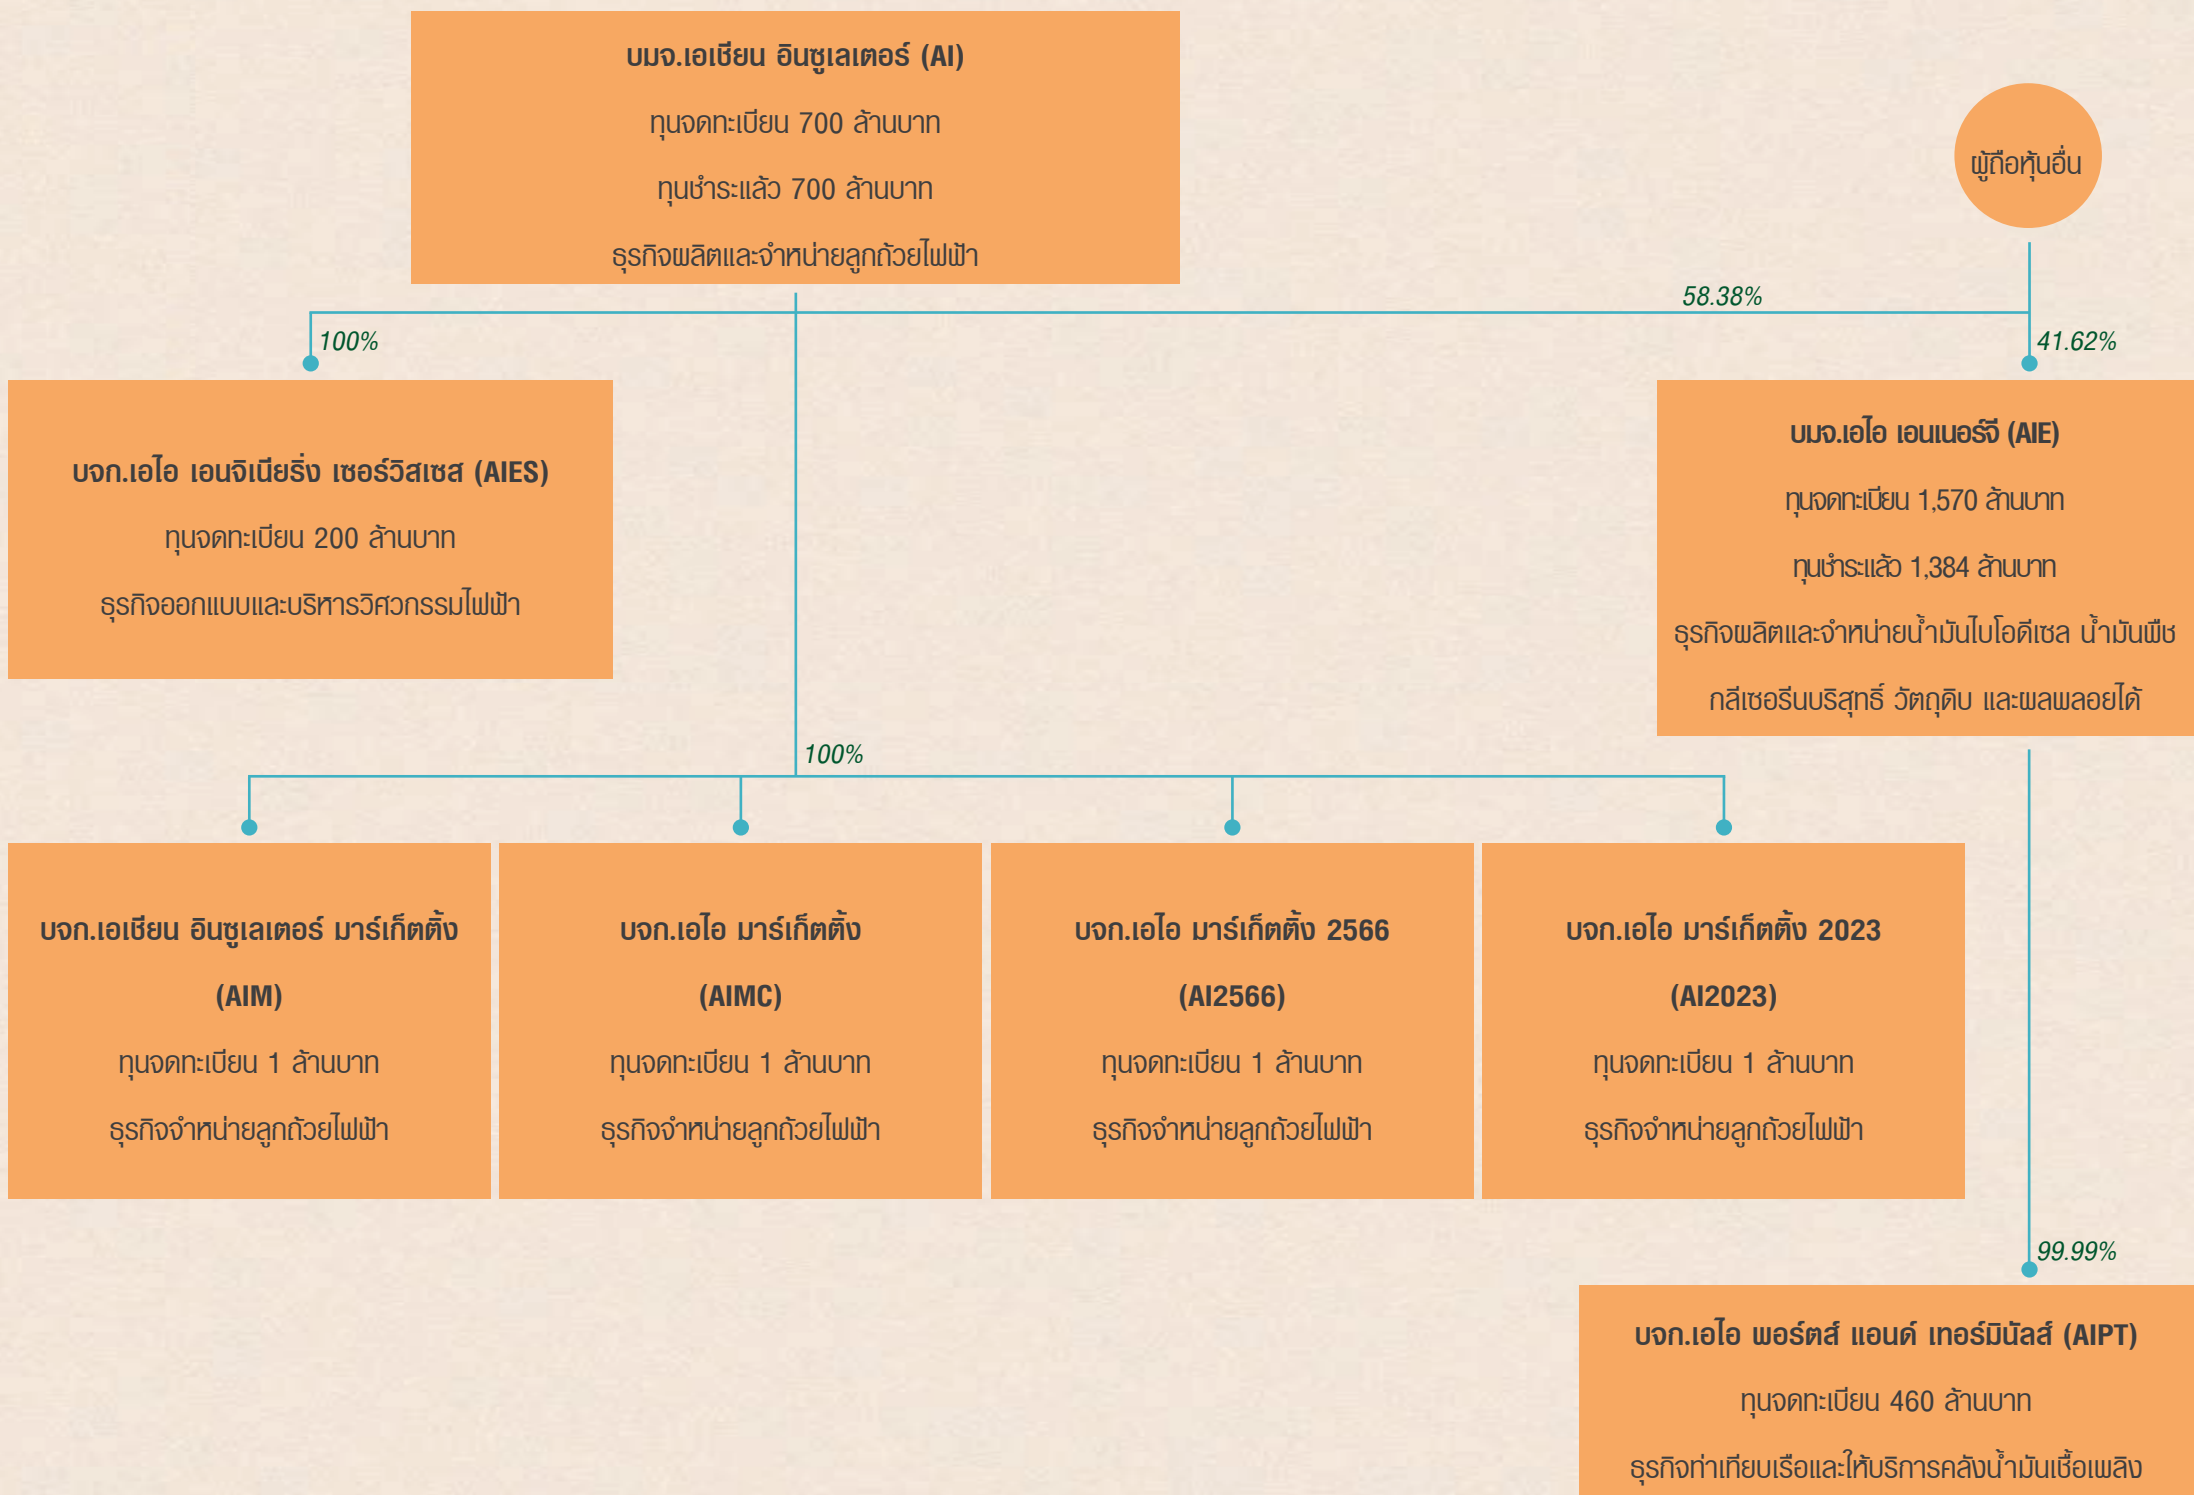 บมจ.เอเชียน อินซูเลเตอร์ (AI)
ทุนจดทะเบียน 700 ล้านบาท
ทุนชำระแล้ว 700 ล้านบาท
ธุรกิจผลิตและจำหน่ายลูกถ้วยไฟฟ้า
ผู้ถือหุ้นอื่น
58.38%
100%
41.62%
บจก.เอไอ เอนจิเนียริ่ง เซอร์วิสเซส (AIES)
ทุนจดทะเบียน 200 ล้านบาท
ธุรกิจออกแบบและบริหารวิศวกรรมไฟฟ้า
บมจ.เอไอ เอนเนอร์จี (AIE)
ทุนจดทะเบียน 1,570 ล้านบาท
ทุนชำระแล้ว 1,384 ล้านบาท
ธุรกิจผลิตและจำหน่ายน้ำมันไบโอดีเซล น้ำมันพืช
กลีเซอรีนบริสุทธิ์ วัตถุดิบ และผลพลอยได้
100%
บจก.เอเชียน อินซูเลเตอร์ มาร์เก็ตติ้ง
(AIM)
ทุนจดทะเบียน 1 ล้านบาท
ธุรกิจจำหน่ายลูกถ้วยไฟฟ้า
บจก.เอไอ มาร์เก็ตติ้ง
(AIMC)
ทุนจดทะเบียน 1 ล้านบาท
ธุรกิจจำหน่ายลูกถ้วยไฟฟ้า
บจก.เอไอ มาร์เก็ตติ้ง 2566
(AI2566)
ทุนจดทะเบียน 1 ล้านบาท
ธุรกิจจำหน่ายลูกถ้วยไฟฟ้า
บจก.เอไอ มาร์เก็ตติ้ง 2023
(AI2023)
ทุนจดทะเบียน 1 ล้านบาท
ธุรกิจจำหน่ายลูกถ้วยไฟฟ้า
99.99%
บจก.เอไอ พอร์ตส์ แอนด์ เทอร์มินัลส์ (AIPT)
ทุนจดทะเบียน 460 ล้านบาท
ธุรกิจท่าเทียบเรือและให้บริการคลังน้ำมันเชื้อเพลิง